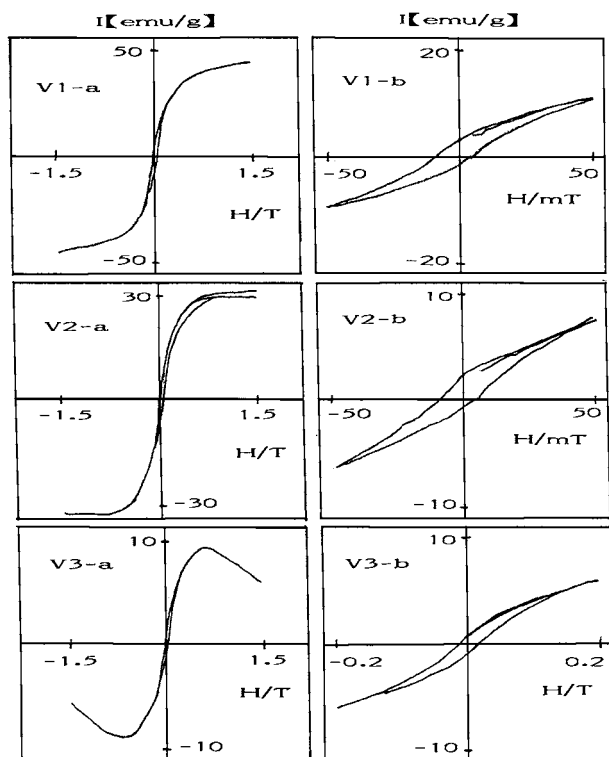 I【emu/g】 I【emu/g】
50 20
V1-a V1-b
-1.5 1.5 -50 50
H/T H/mT
-50 -20
30 10
V2-a V2-b
-1.5 1.5 -50 50
H/T H/mT
-30 -10
10 10
V3-a V3-b
-1.5 1.5 -0.2 0.2
H/T H/T
-10 -10